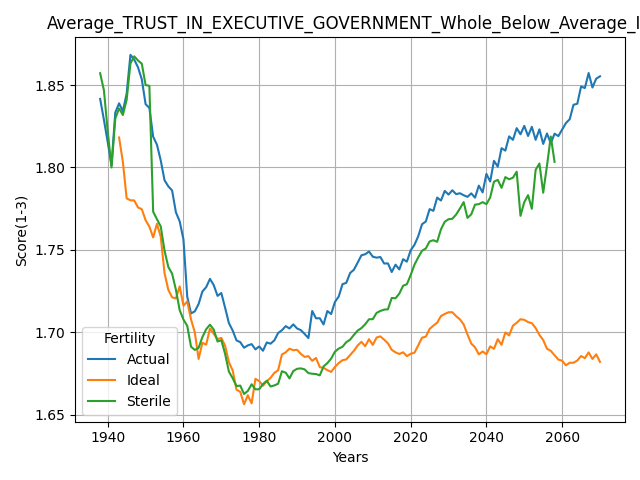 Average_TRUST_IN_EXECUTIVE_GOVERNMENT_Whole_Below_Average_I
1.85
1.80
1.75
1.70
1.65
Score(1-3)
Fertility
Actual
Ideal
Sterile
1940 1960 1980 2000 2020 2040 2060
Years